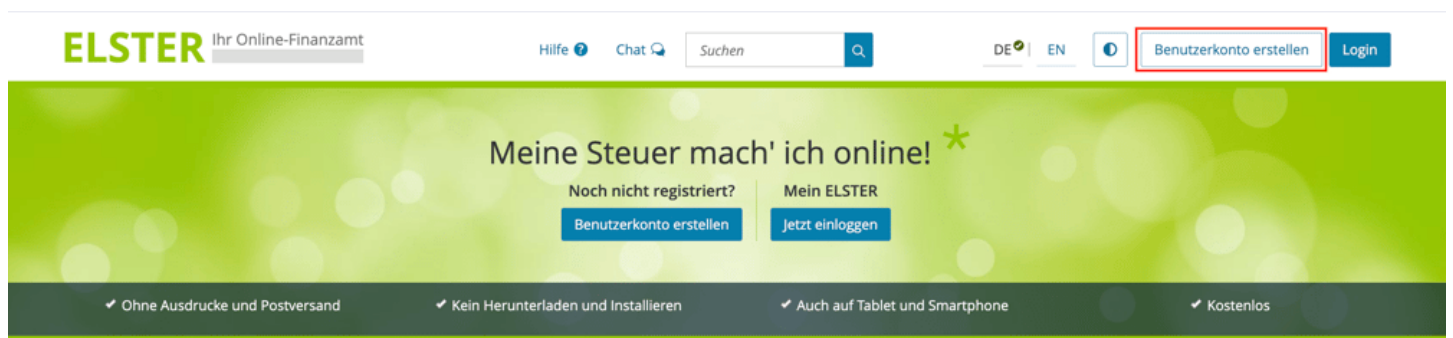 ELSTER Ihr Online-Finanzamt
Hilfe ? Chat Suchen DE | EN Benutzerkonto erstellen Login
Meine Steuer mach' ich online! *
Noch nicht registriert? Mein ELSTER
Benutzerkonto erstellen Jetzt einloggen
✔ Ohne Ausdrucke und Postversand ✔ Kein Herunterladen und Installieren ✔ Auch auf Tablet und Smartphone ✔ Kostenlos